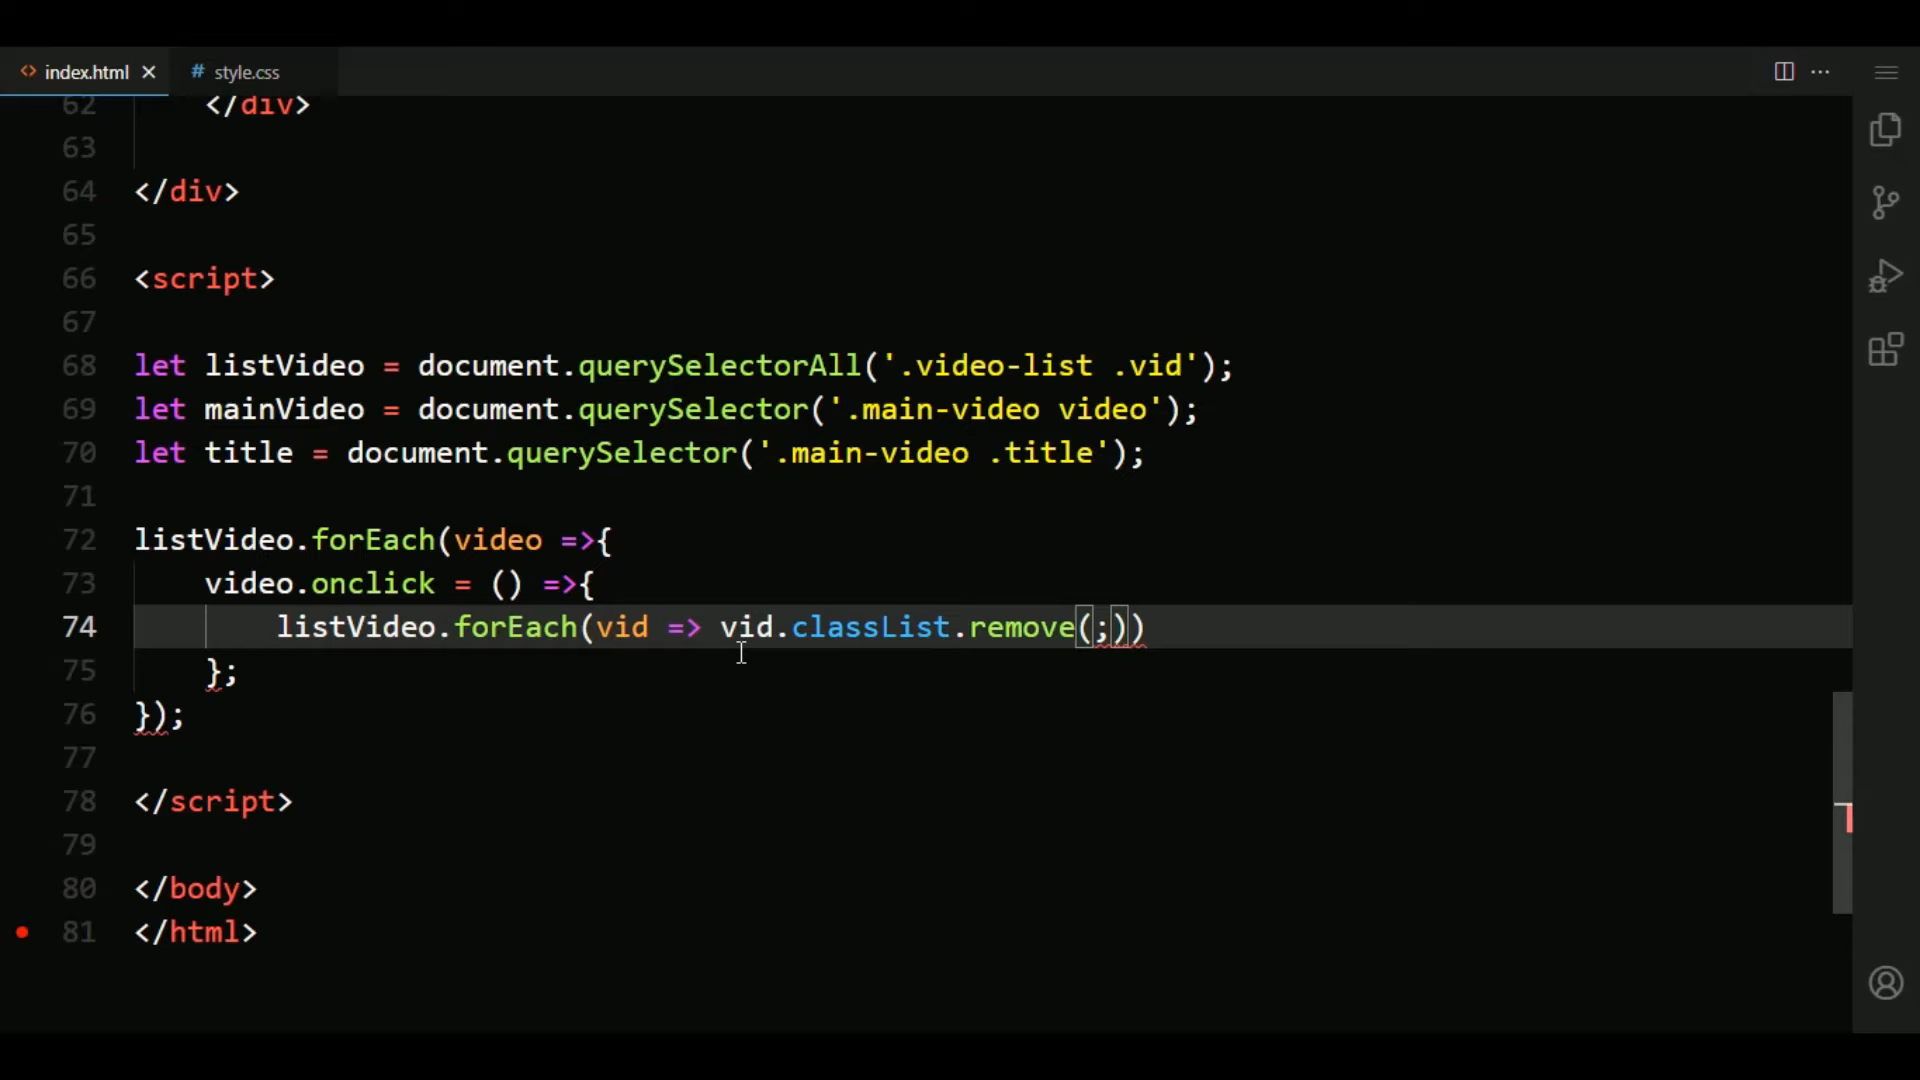 index.html
# style.css
62 </div>
63
64 </div>
65
66 <script>
67
68 let listVideo = document.querySelectorAll('.video-list .vid');
69 let mainVideo = document.querySelector('.main-video video');
70 let title = document.querySelector('.main-video .title');
71
72 listVideo.forEach(video =>{
73 video.onclick = () =>{
74 listVideo.forEach(vid => vid.classList.remove(;))
75 };
76 });
77
78 </script>
79
80 </body>
81 </html>